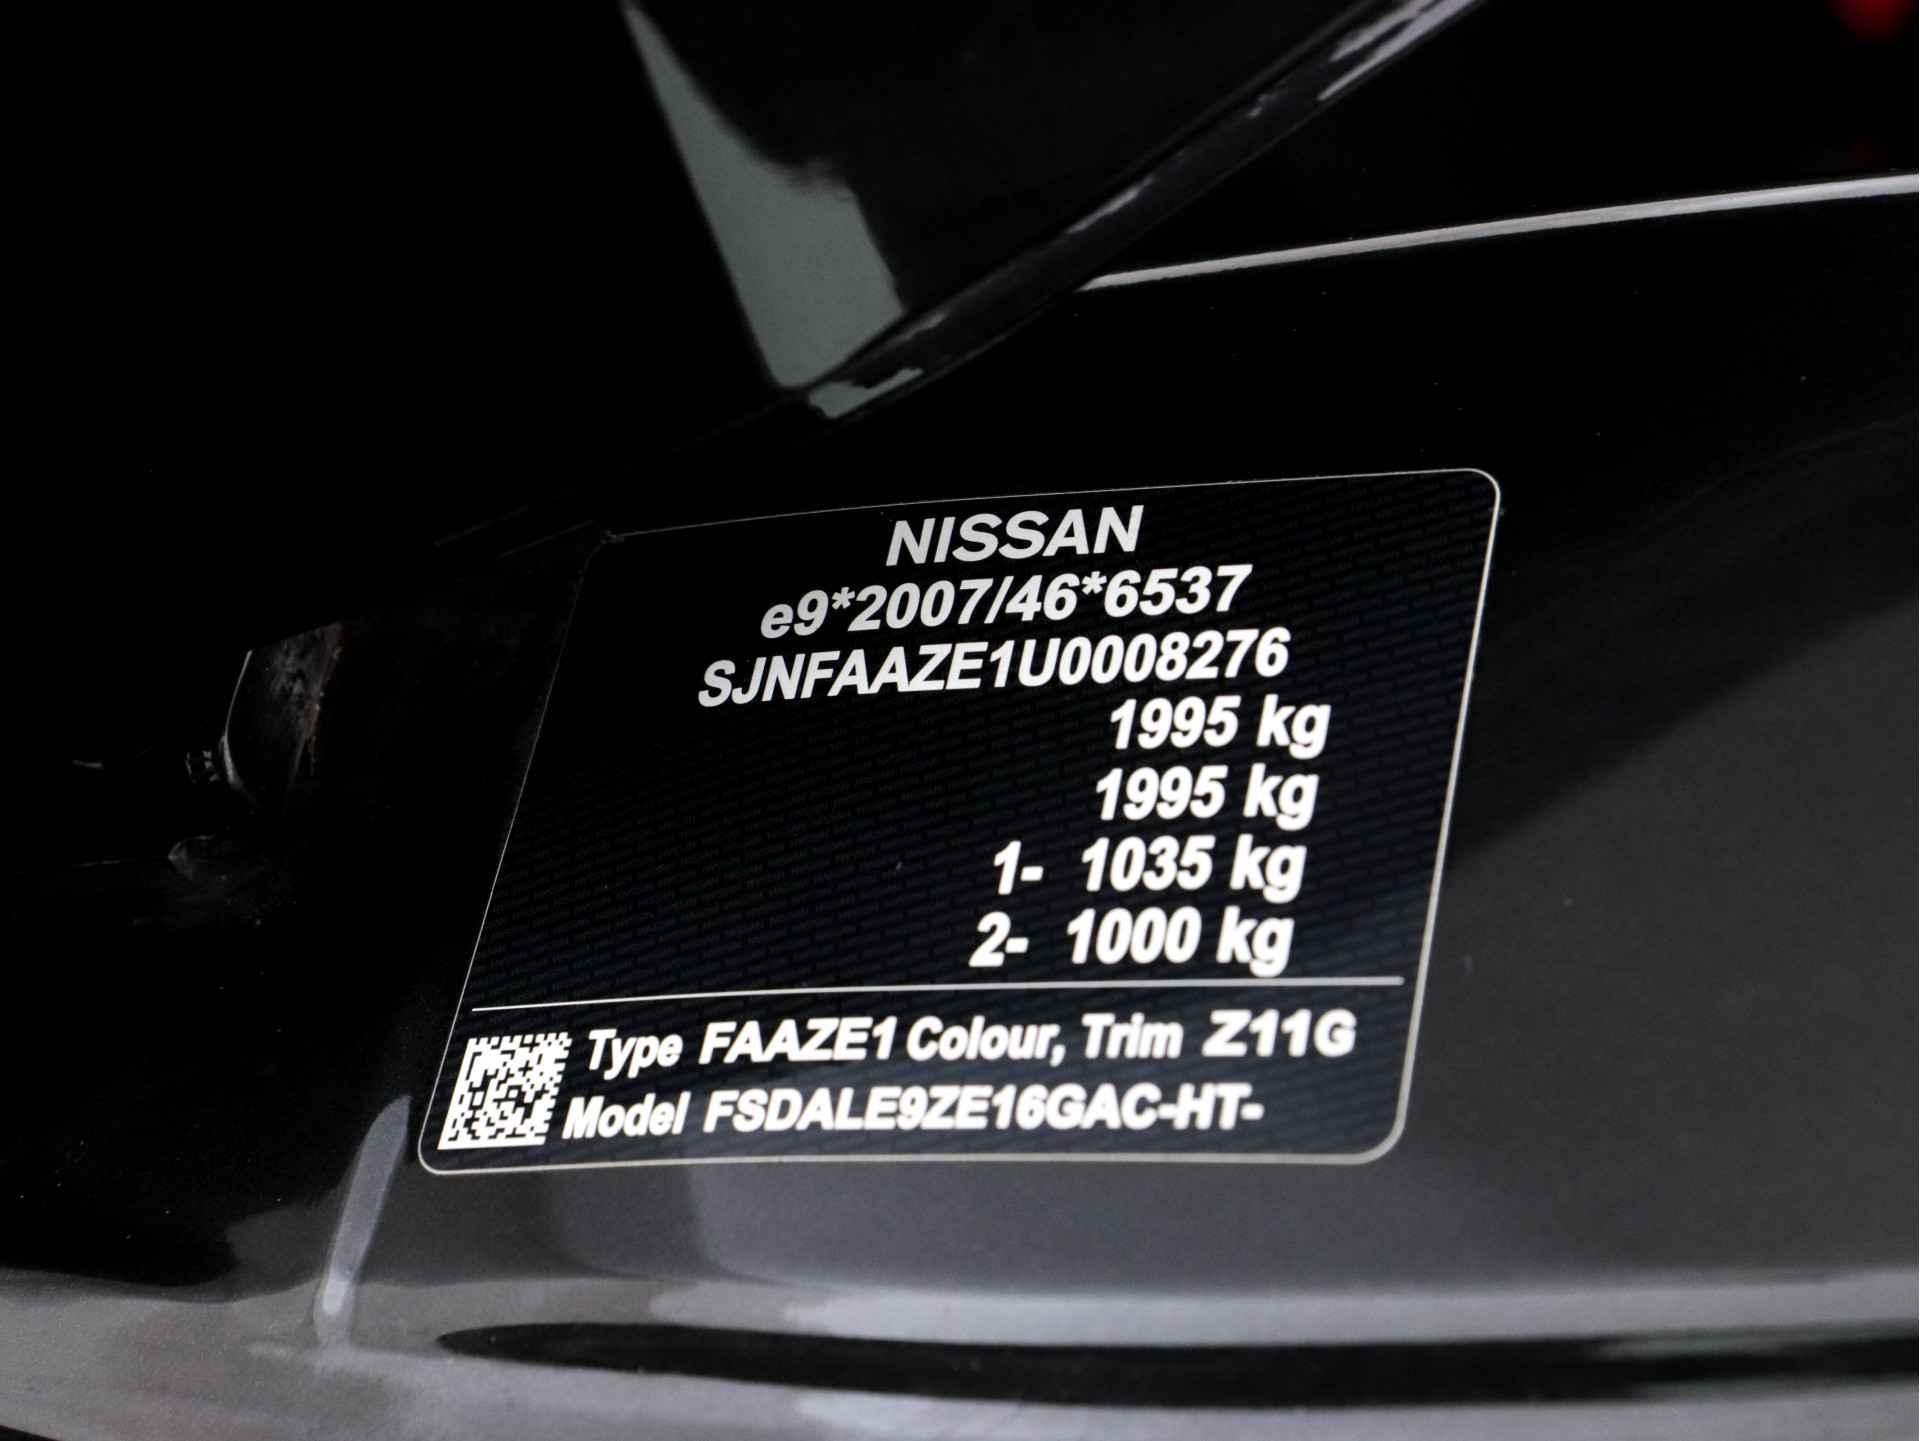 NISSAN
e9*2007/46*6537
SJNFAAZE1U0008276
1995 kg
1995 kg
1- 1035 kg
2- 1000 kg
Type FAAZE1 Colour, Trim Z11G
Model FSDALE9ZE16GAC-HT-